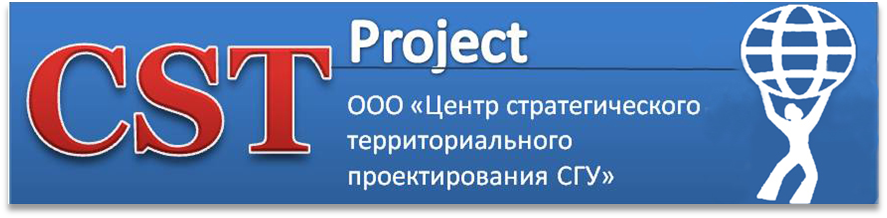 CST Project
ООО «Центр стратегического
территориального
проектирования СГУ»